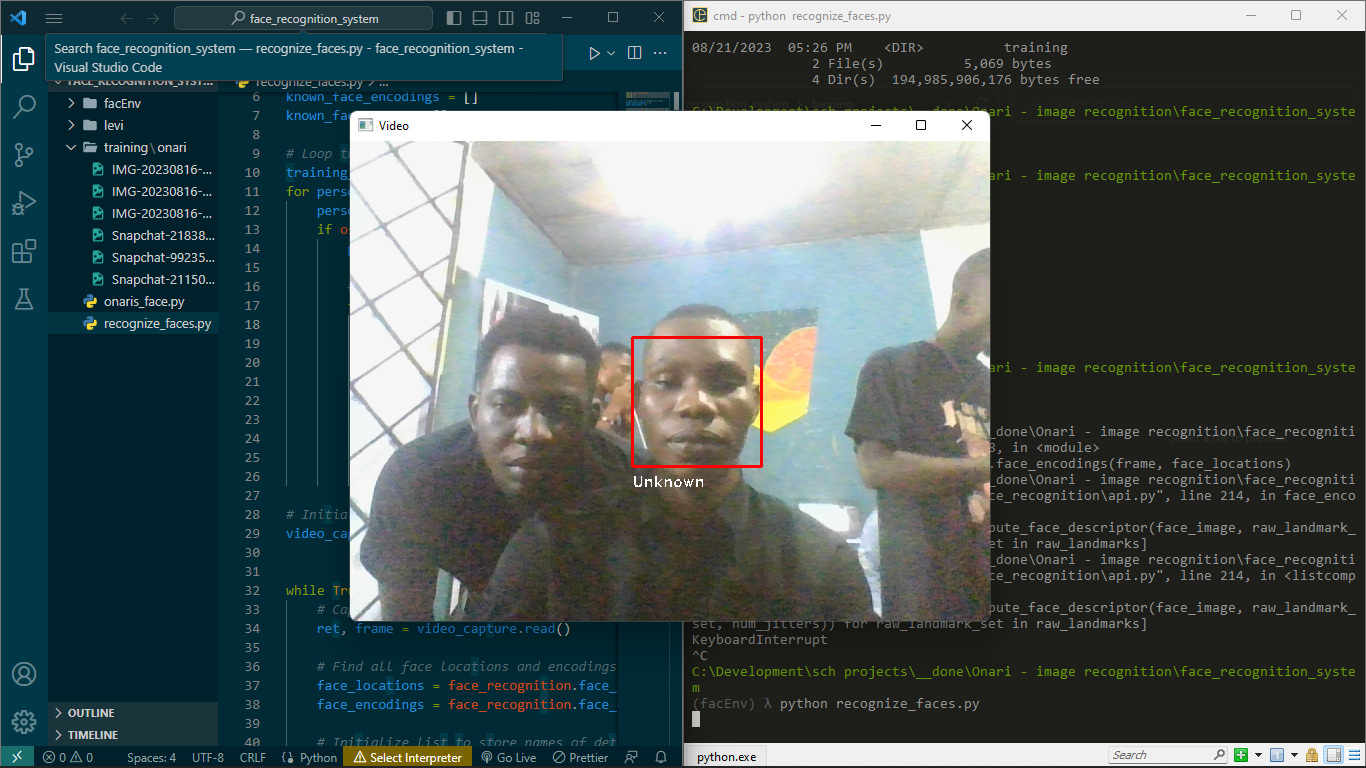 face_recognition_system
Search face_recognition_system — recognize_faces.py - face_recognition_system -
Visual Studio Code
recognize_faces.py > ...
facEnv
levi
training \ onari
IMG-20230816-...
IMG-20230816-...
IMG-20230816-...
Snapchat-21838...
Snapchat-99235...
Snapchat-21150...
onaris_face.py
recognize_faces.py
OUTLINE
TIMELINE
6 known_face_encodings = []
7 known_fa
8
9 # Loop t
10 training_
11 for perso
12 perso
13 if os
14
15
16
17
18
19
20
21
22
23
24
25
26
27
28 # Initia
29 video_cap
30
31
32 while Tr
33 # Ca
34 ret, frame = video_capture.read()
35
36 # Find all face locations and encodings
37 face_locations = face_recognition.face_
38 face_encodings = face_recognition.face_
39
40 # Initialize list to store names of det
0 0 Spaces: 4 UTF-8 CRLF Python Select Interpreter Go Live Prettier
Video
Unknown
cmd - python recognize_faces.py
08/21/2023 05:26 PM <DIR> training
2 File(s) 5,069 bytes
4 Dir(s) 194,985,906,176 bytes free
C:\Development\sch projects\__done\Onari - image recognition\face_recognition_syste
ari - image recognition\face_recognition_syste
ari - image recognition\face_recognition_syste
_done\Onari - image recognition\face_recogniti
8, in <module>
.face_encodings(frame, face_locations)
_done\Onari - image recognition\face_recogniti
ce_recognition\api.py", line 214, in face_enco
pute_face_descriptor(face_image, raw_landmark_
_set in raw_landmarks]
_done\Onari - image recognition\face_recogniti
ce_recognition\api.py", line 214, in <listcomp
pute_face_descriptor(face_image, raw_landmark_
set, num_jitters)) for raw_landmark_set in raw_landmarks]
KeyboardInterrupt
^C
C:\Development\sch projects\__done\Onari - image recognition\face_recognition_syste
m
(facEnv) λ python recognize_faces.py
python.exe
Search